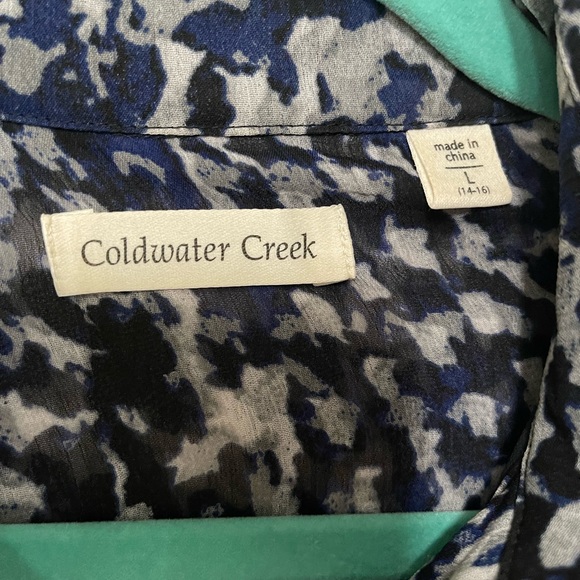 made in
china
L
(14-16)
Coldwater Creek